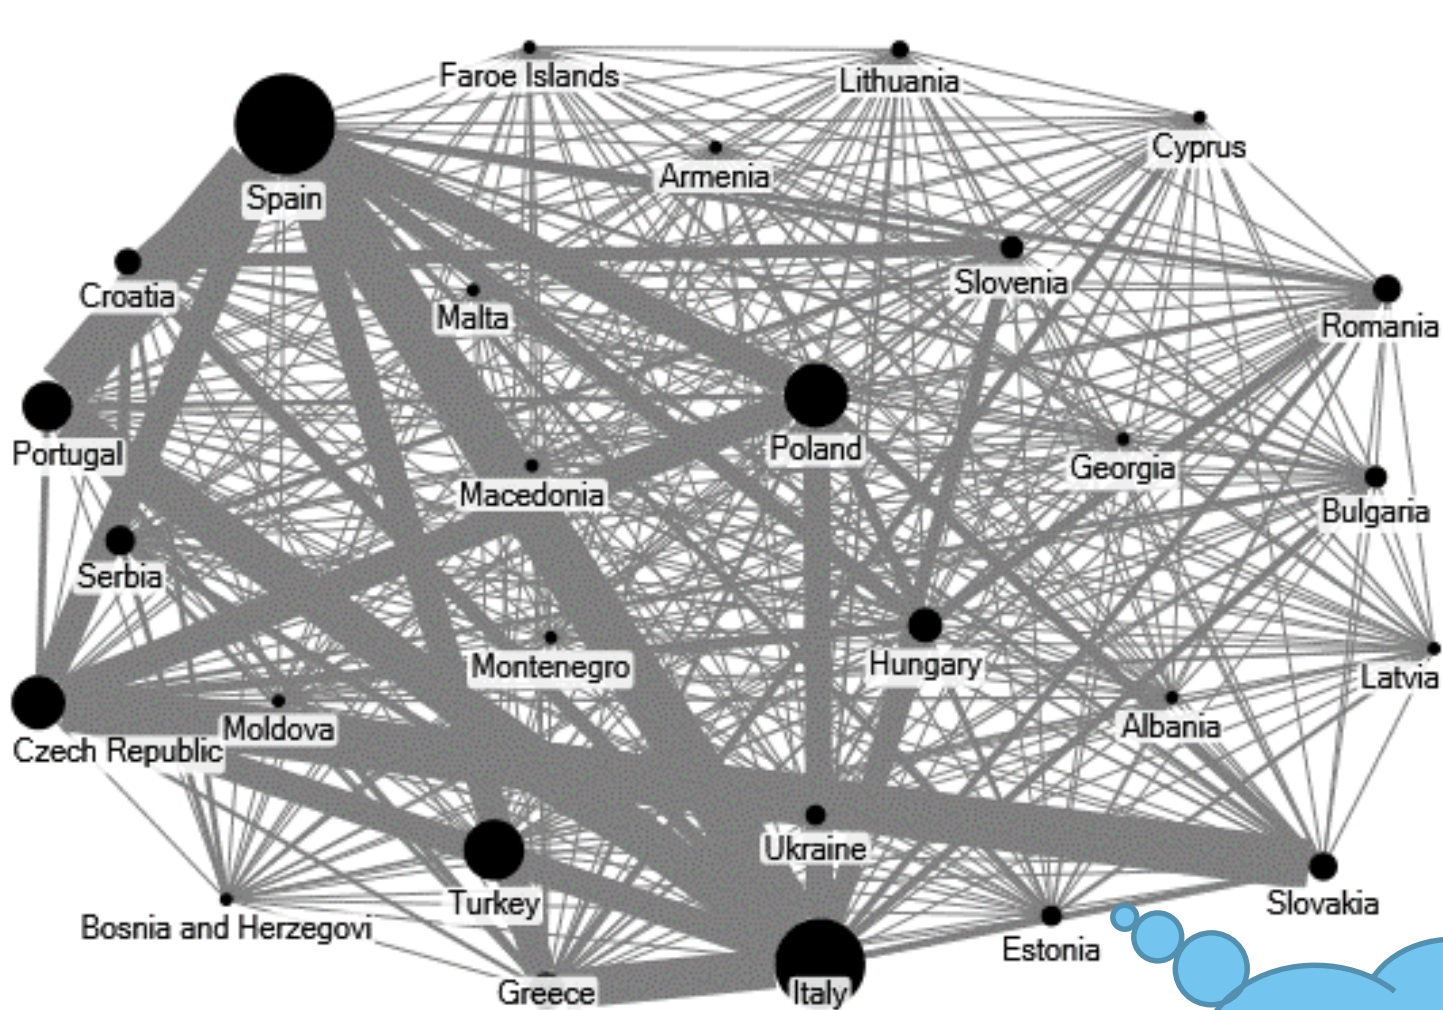 Faroe Islands
Lithuania
Cyprus
Armenia
Spain
Slovenia
Croatia
Malta
Romania
Poland
Portugal
Georgia
Macedonia
Bulgaria
Serbia
Montenegro
Hungary
Latvia
Moldova
Albania
Czech Republic
Ukraine
Turkey
Slovakia
Bosnia and Herzegovi
Estonia
Greece
Italy